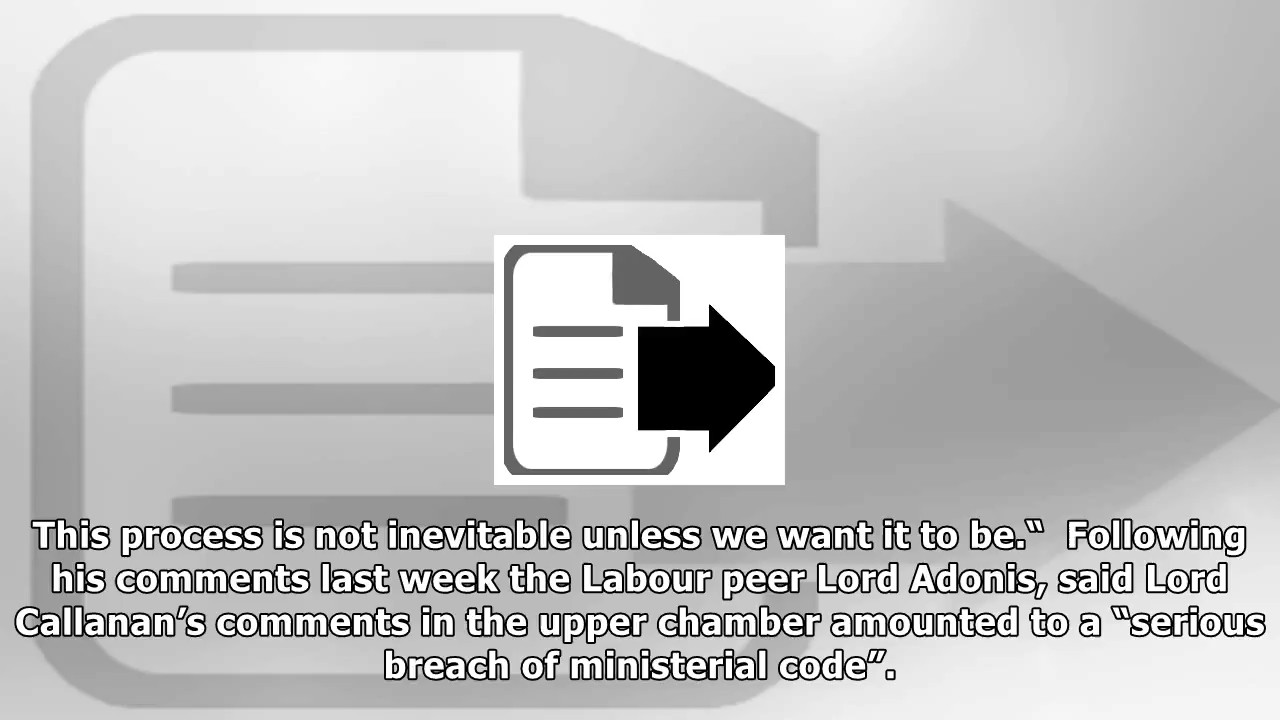 This process is not inevitable unless we want it to be.“ Following
his comments last week the Labour peer Lord Adonis, said Lord
Callanan’s comments in the upper chamber amounted to a “serious
breach of ministerial code”.